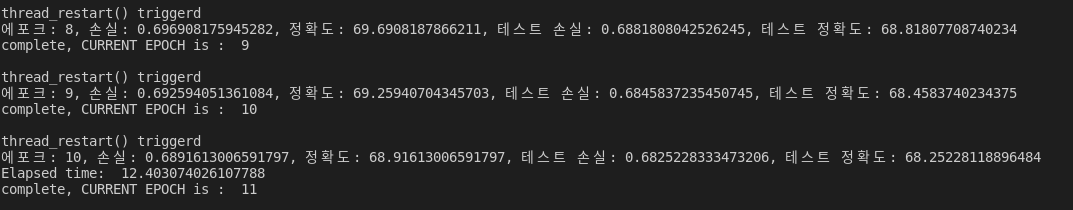 thread_restart() triggerd
에포크: 8, 손실: 0.696908175945282, 정확도: 69.6908187866211, 테스트 손실: 0.6881808042526245, 테스트 정확도: 68.81807708740234
complete, CURRENT EPOCH is :  9
thread_restart() triggerd
에포크: 9, 손실: 0.692594051361084, 정확도: 69.25940704345703, 테스트 손실: 0.6845837235450745, 테스트 정확도: 68.4583740234375
complete, CURRENT EPOCH is :  10
thread_restart() triggerd
에포크: 10, 손실: 0.6891613006591797, 정확도: 68.91613006591797, 테스트 손실: 0.6825228333473206, 테스트 정확도: 68.25228118896484
Elapsed time:  12.403074026107788
complete, CURRENT EPOCH is :  11